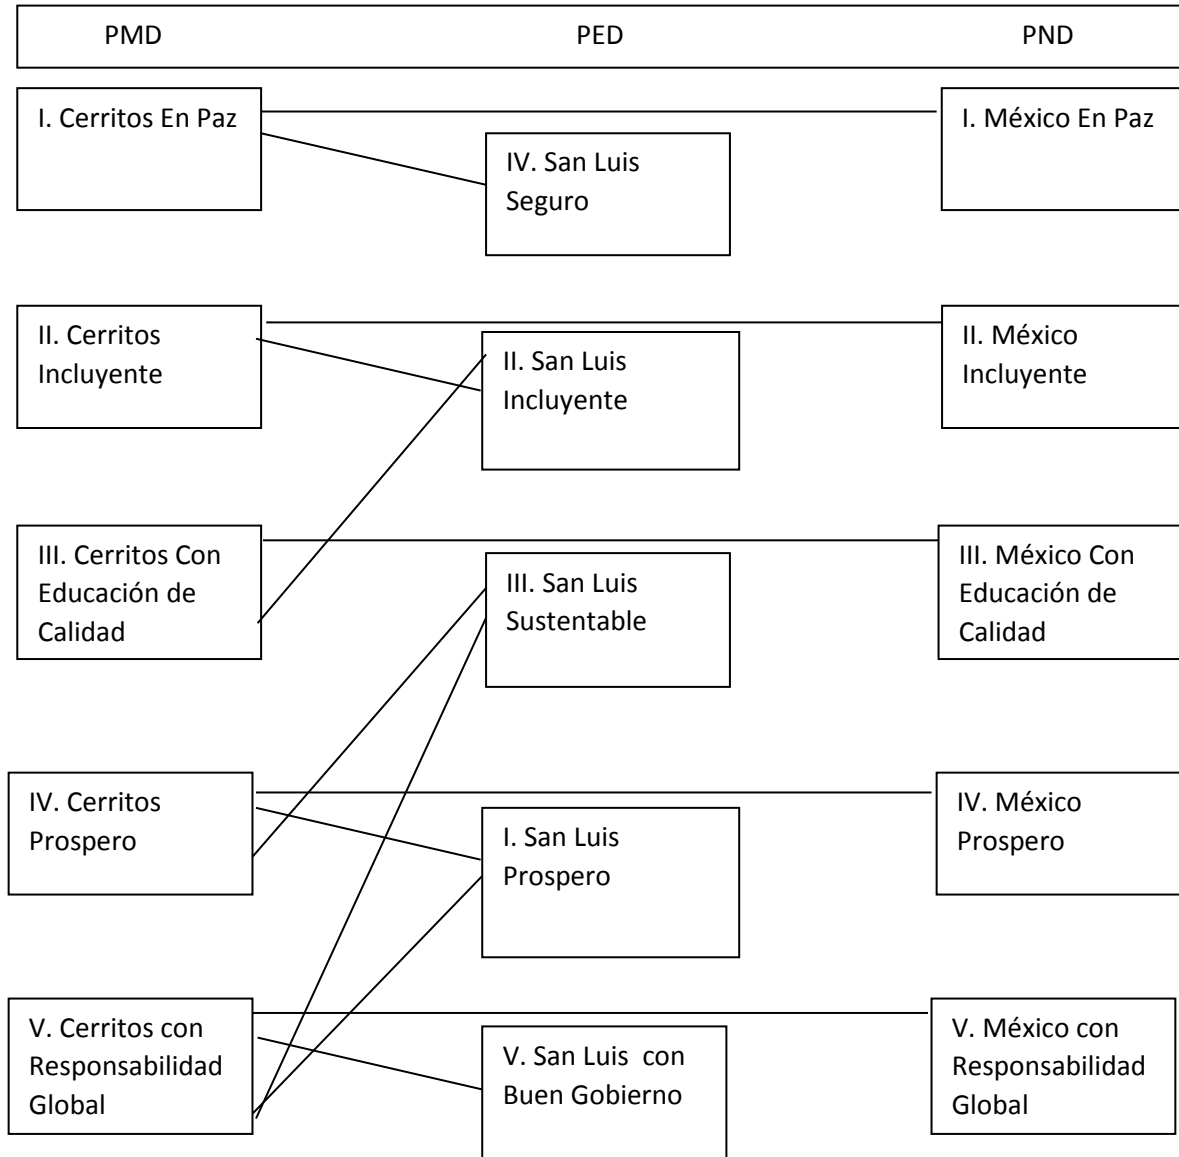 PMD PED PND
I. Cerritos En Paz
I. México En Paz
IV. San Luis
Seguro
II. Cerritos
Incluyente
II. San Luis
Incluyente
II. México
Incluyente
III. Cerritos Con
Educación de
Calidad
III. San Luis
Sustentable
III. México Con
Educación de
Calidad
IV. Cerritos
Prospero
I. San Luis
Prospero
IV. México
Prospero
V. Cerritos con
Responsabilidad
Global
V. San Luis  con
Buen Gobierno
V. México con
Responsabilidad
Global